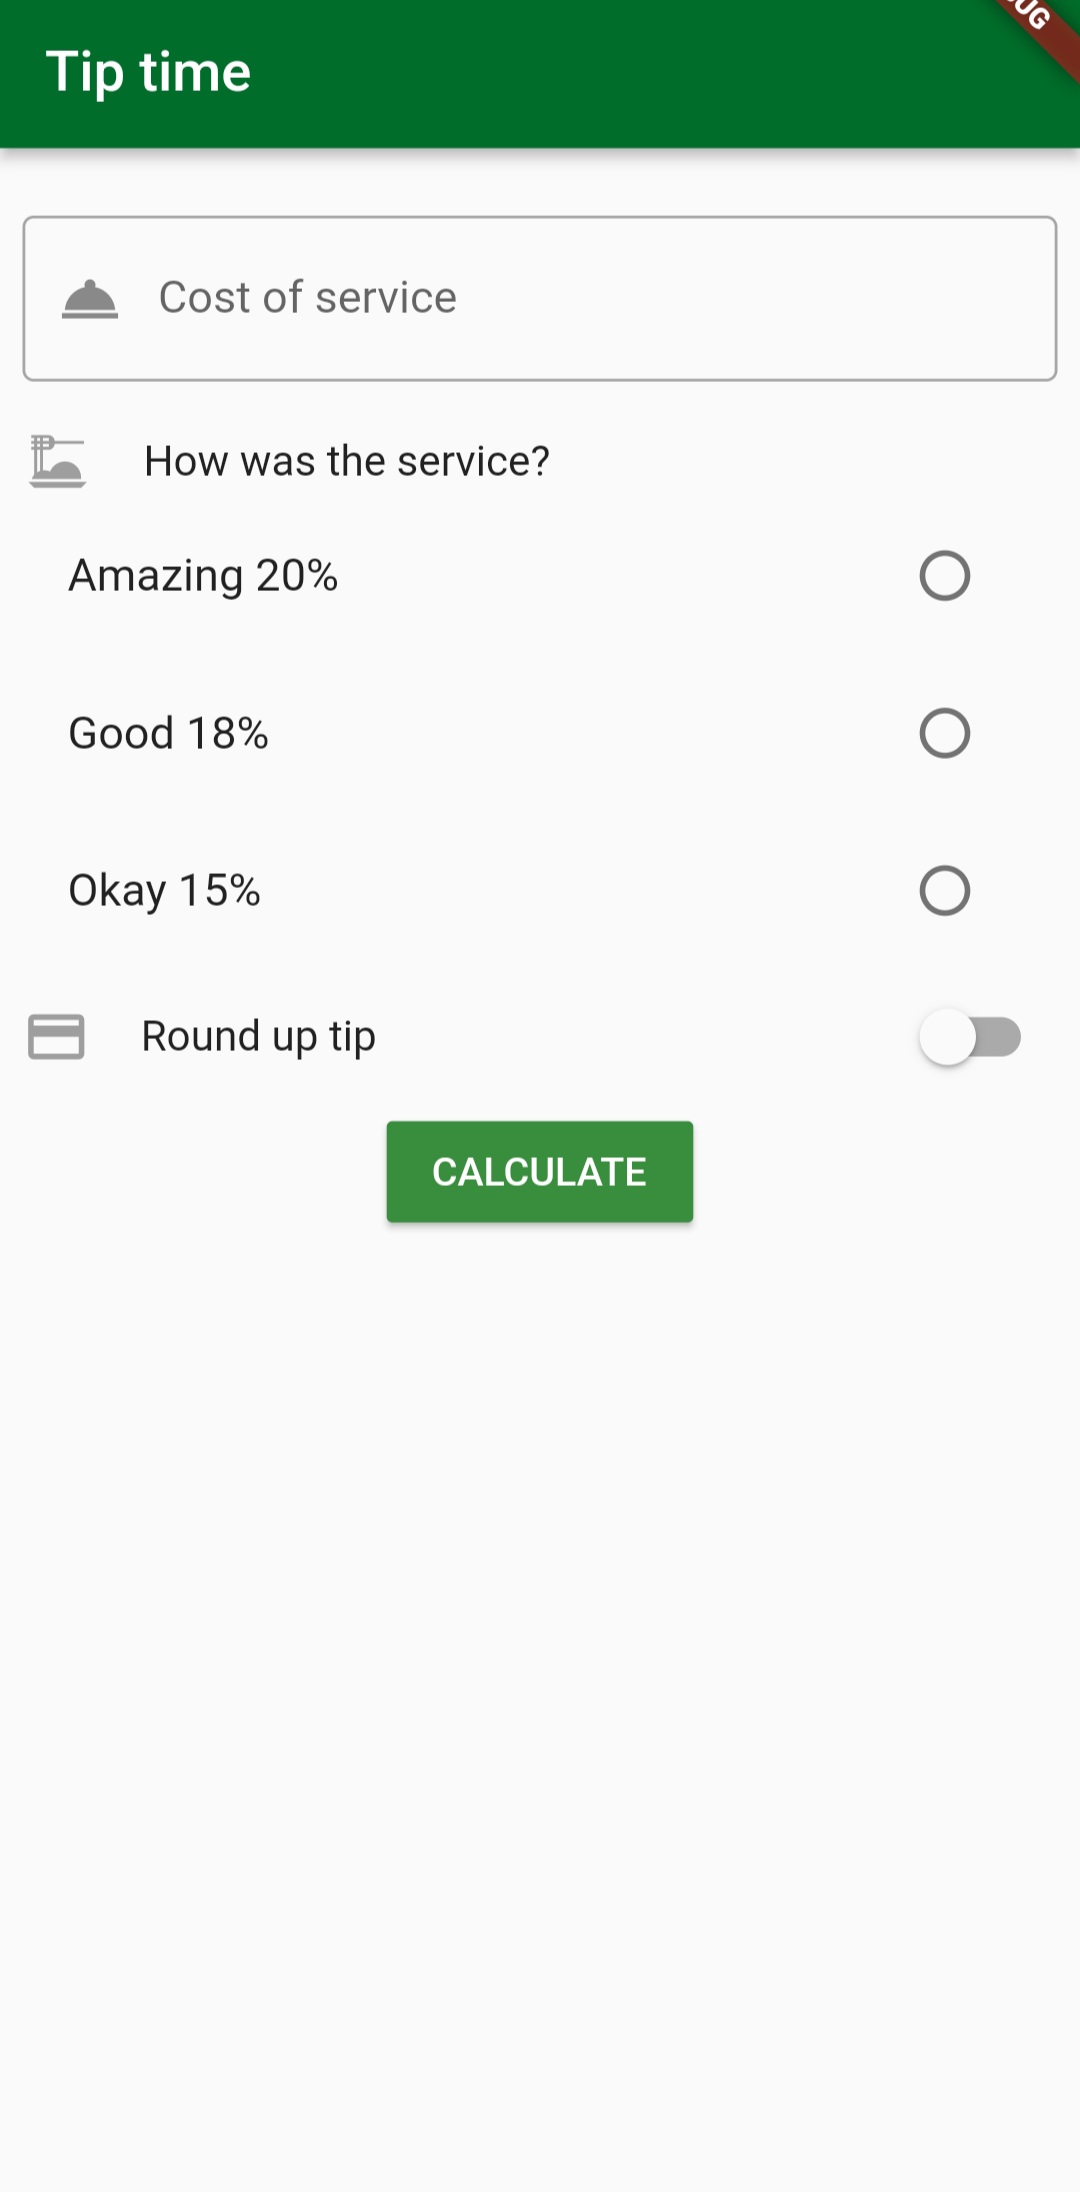 Tip time
Cost of service
How was the service?
Amazing 20%
Good 18%
Okay 15%
Round up tip
CALCULATE